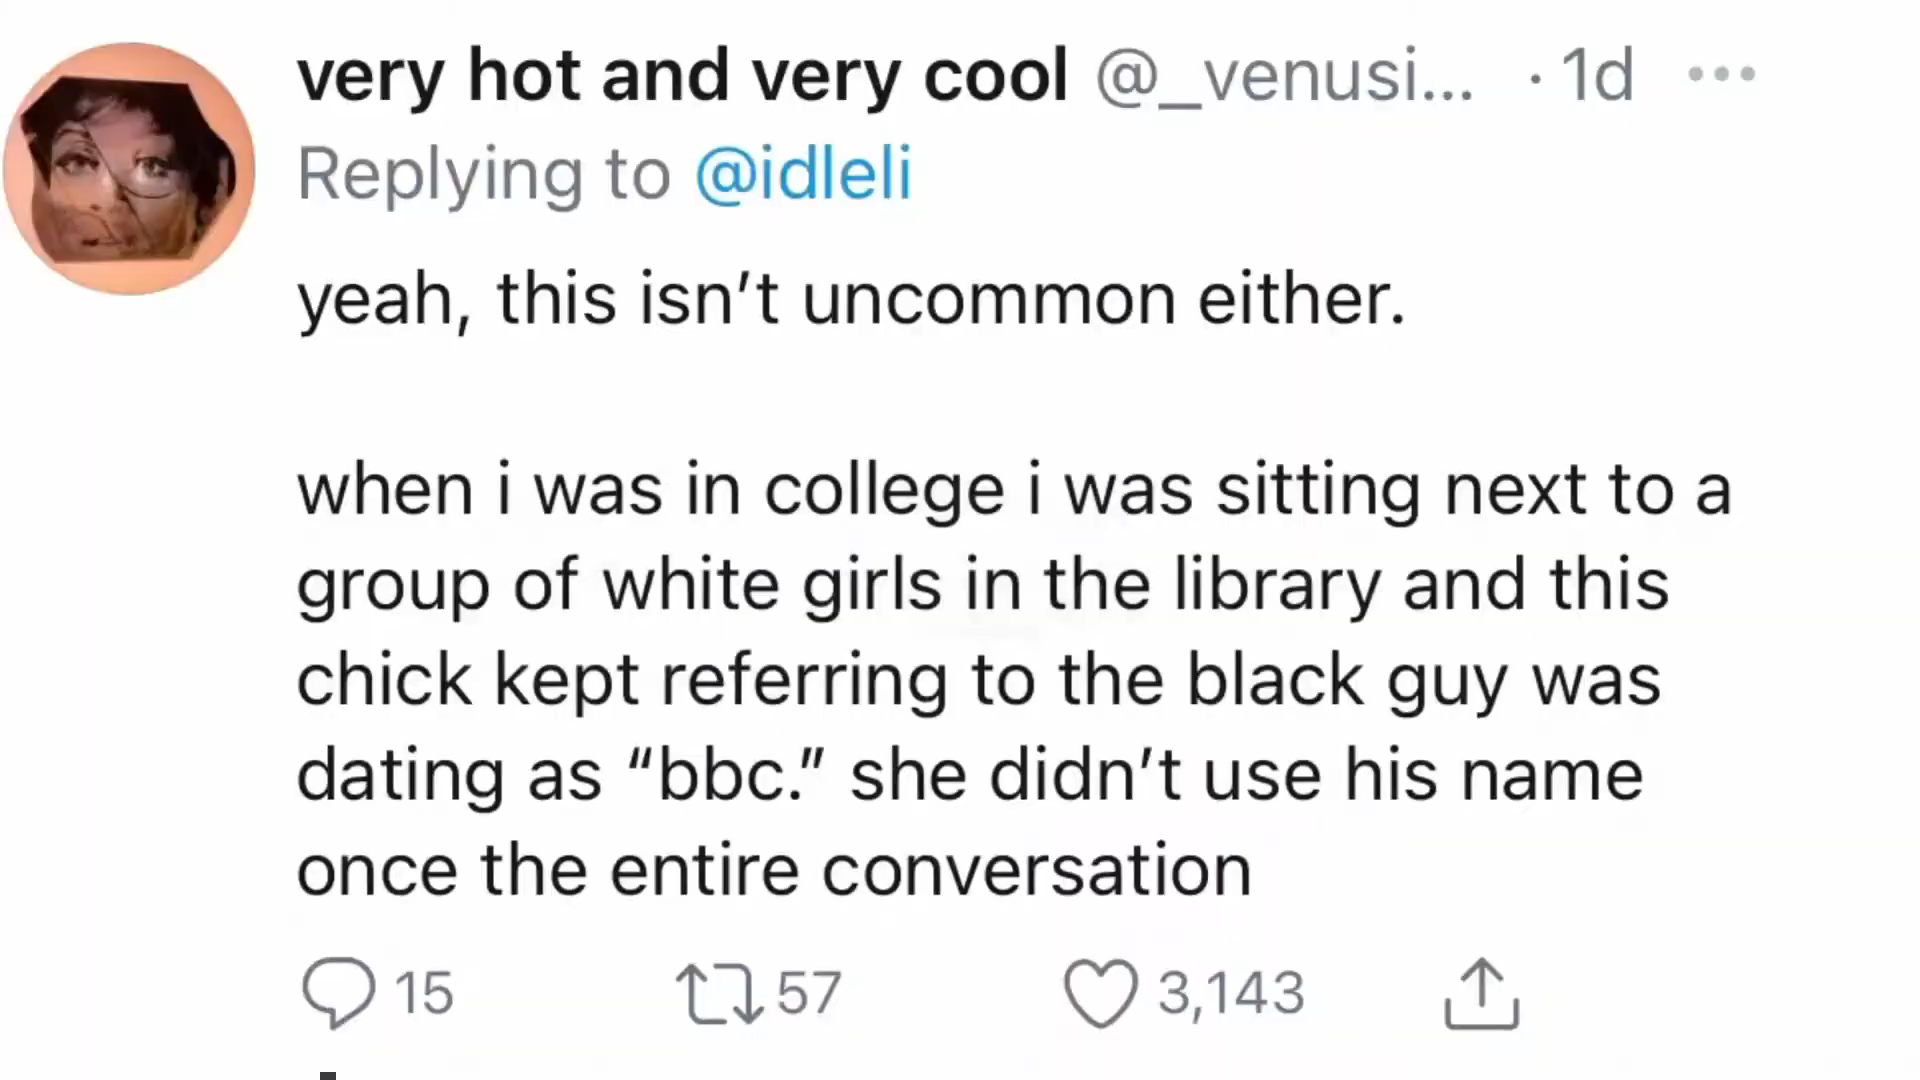 very hot and very cool @_venusi... · 1d
Replying to @idleli
yeah, this isn’t uncommon either.
when i was in college i was sitting next to a
group of white girls in the library and this
chick kept referring to the black guy was
dating as “bbc.” she didn’t use his name
once the entire conversation
15 57 3,143